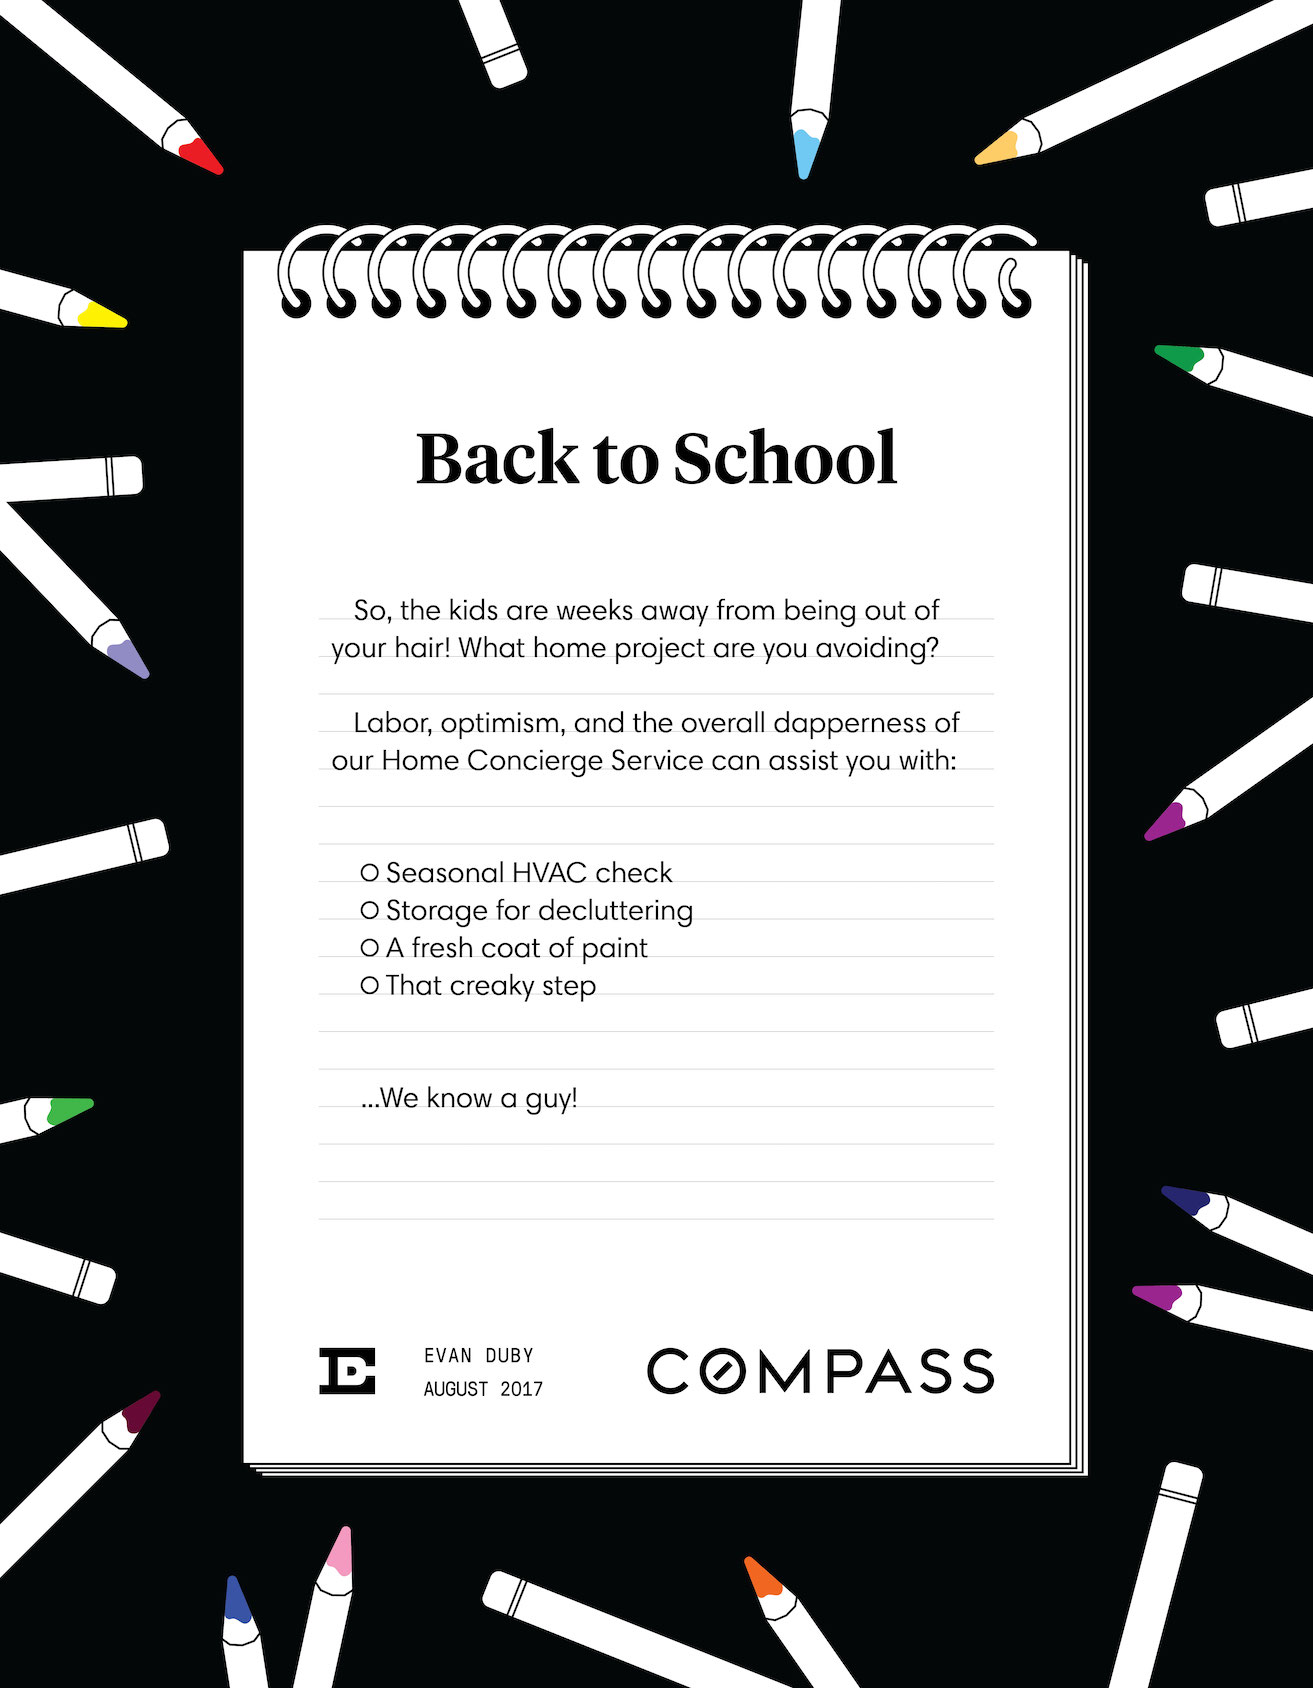 Back to School
So, the kids are weeks away from being out of
your hair! What home project are you avoiding?
Labor, optimism, and the overall dapperness of
our Home Concierge Service can assist you with:
Seasonal HVAC check
Storage for decluttering
A fresh coat of paint
That creaky step
...We know a guy!
EVAN DUBY
AUGUST 2017
COMPASS